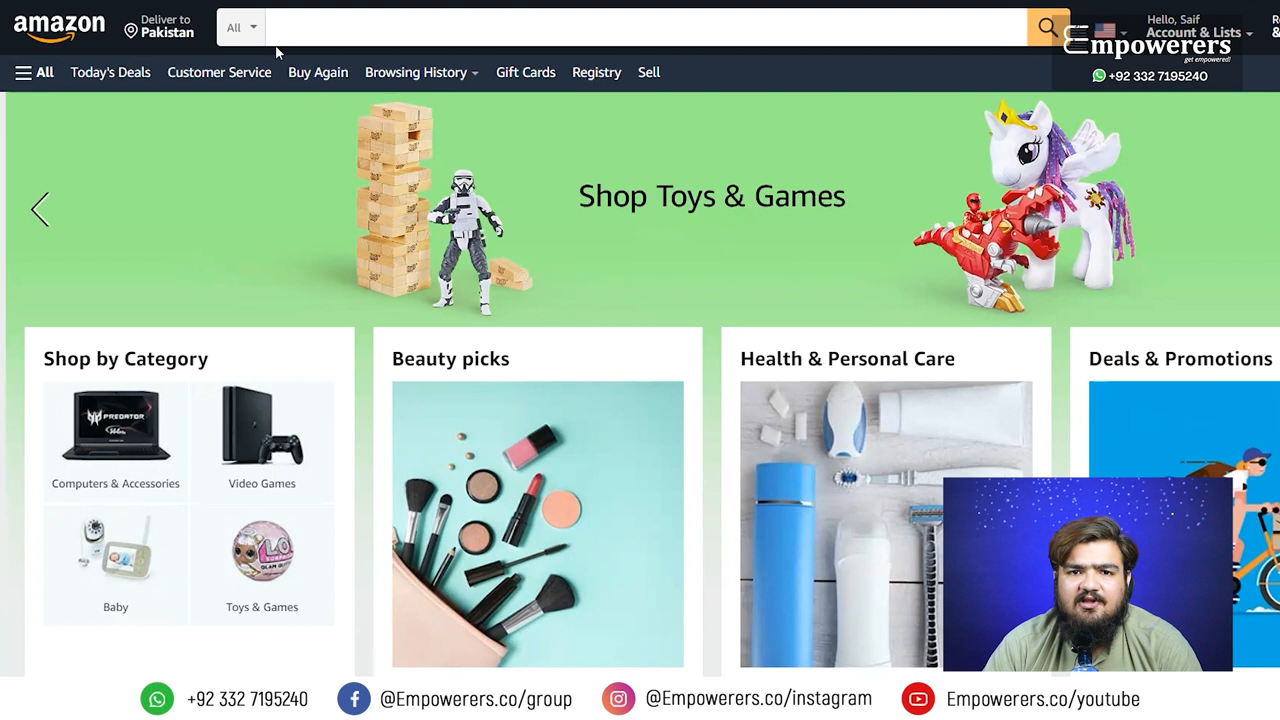 amazon
Deliver to
Pakistan
All
Hello, Saif
Account & Lists
Empowerers
get empowered!
+92 332 7195240
All
Today's Deals
Customer Service
Buy Again
Browsing History
Gift Cards
Registry
Sell
Shop Toys & Games
Shop by Category
Computers & Accessories
Video Games
Baby
Toys & Games
Beauty picks
Health & Personal Care
Deals & Promotions
PREDATOR
+92 332 7195240
@Empowerers.co/group
@Empowerers.co/instagram
Empowerers.co/youtube